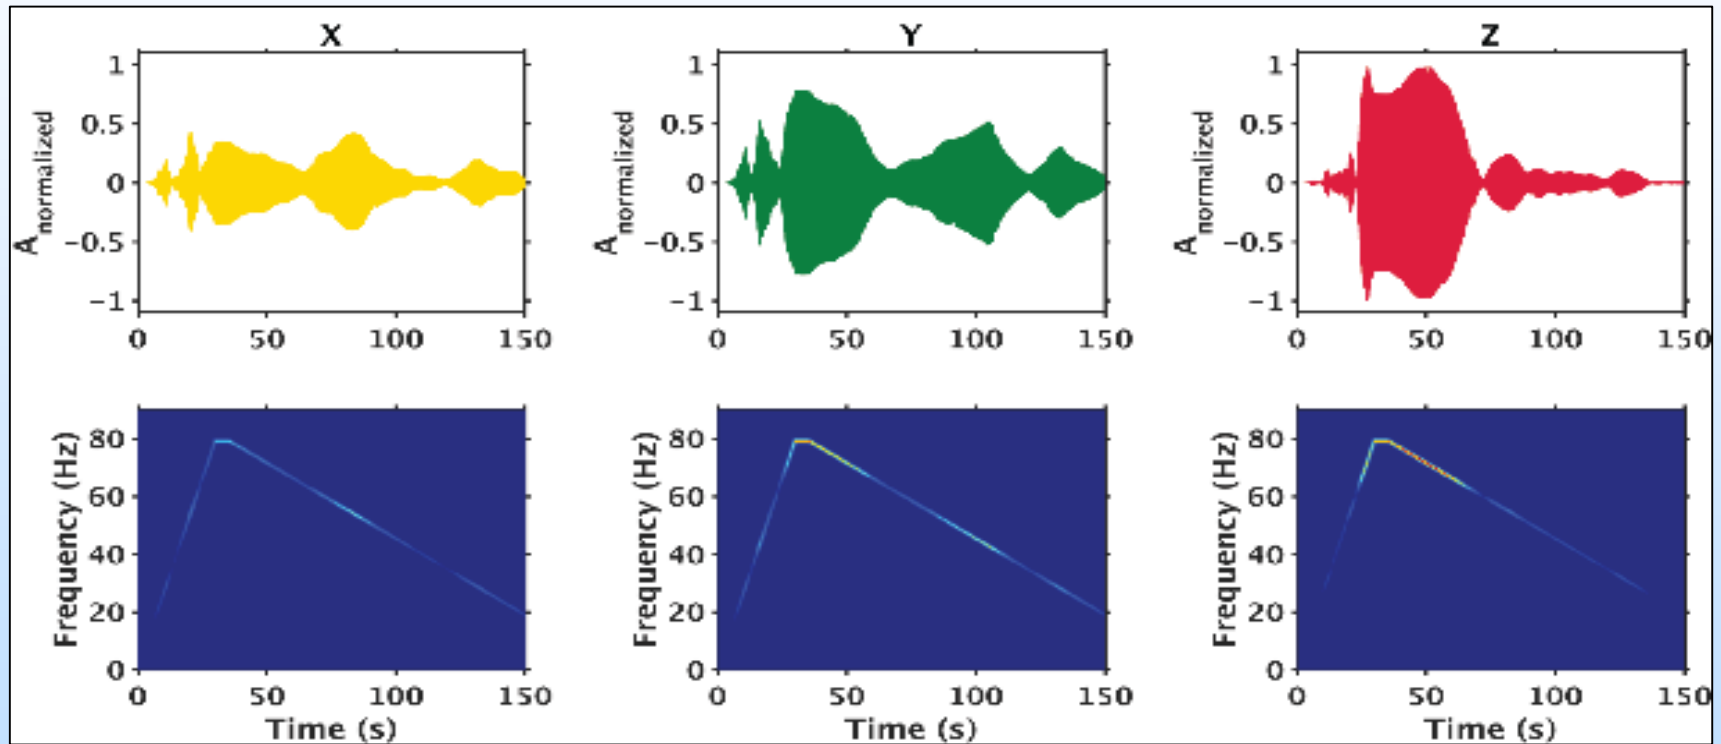 X Y Z
A normalized A normalized A normalized
1 1 1
0.5 0.5 0.5
0 0 0
−0.5 −0.5 −0.5
−1 −1 −1
0 50 100 150 0 50 100 150 0 50 100 150
Frequency (Hz) Frequency (Hz) Frequency (Hz)
80 80 80
60 60 60
40 40 40
20 20 20
0 0 0
0 50 100 150 0 50 100 150 0 50 100 150
Time (s) Time (s) Time (s)